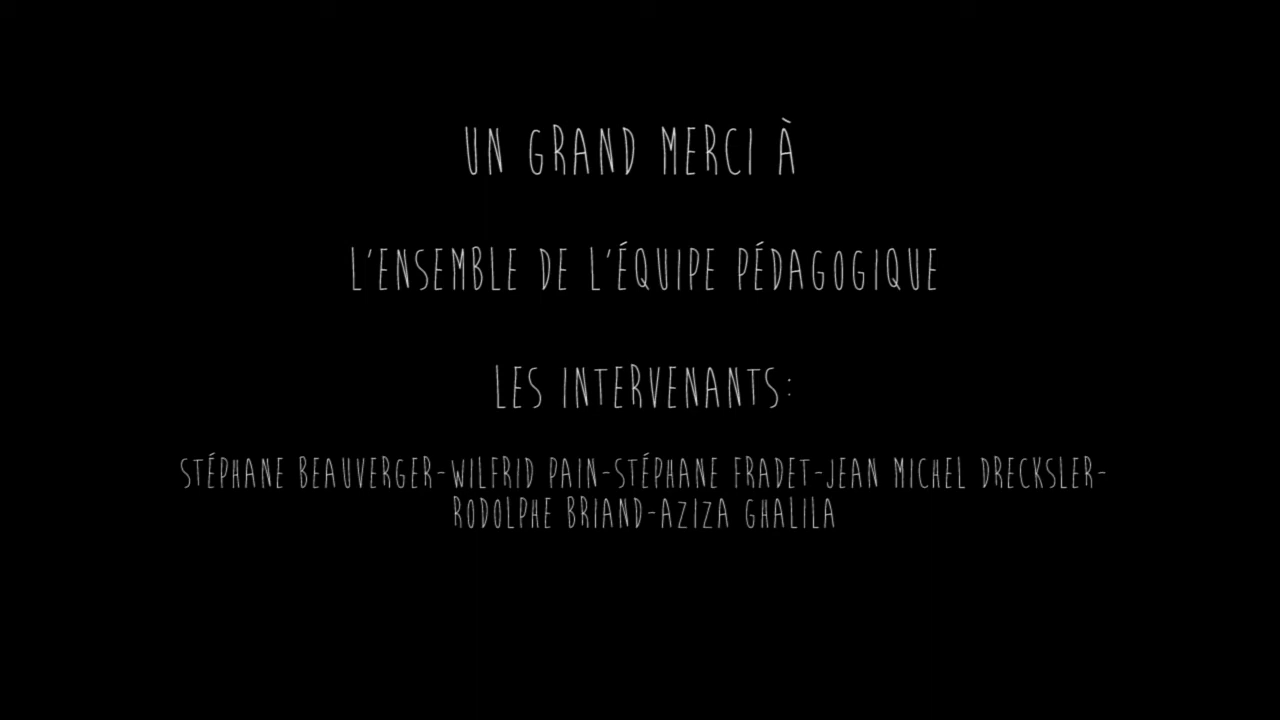 UN GRAND MERCI À
L'ENSEMBLE DE L'ÉQUIPE PÉDAGOGIQUE
LES INTERVENANTS:
STÉPHANE BEAUVERGER-WILFRID PAIN-STÉPHANE FRADET-JEAN MICHEL DRECKSLER-
RODOLPHE BRIAND-AZIZA GHALILA